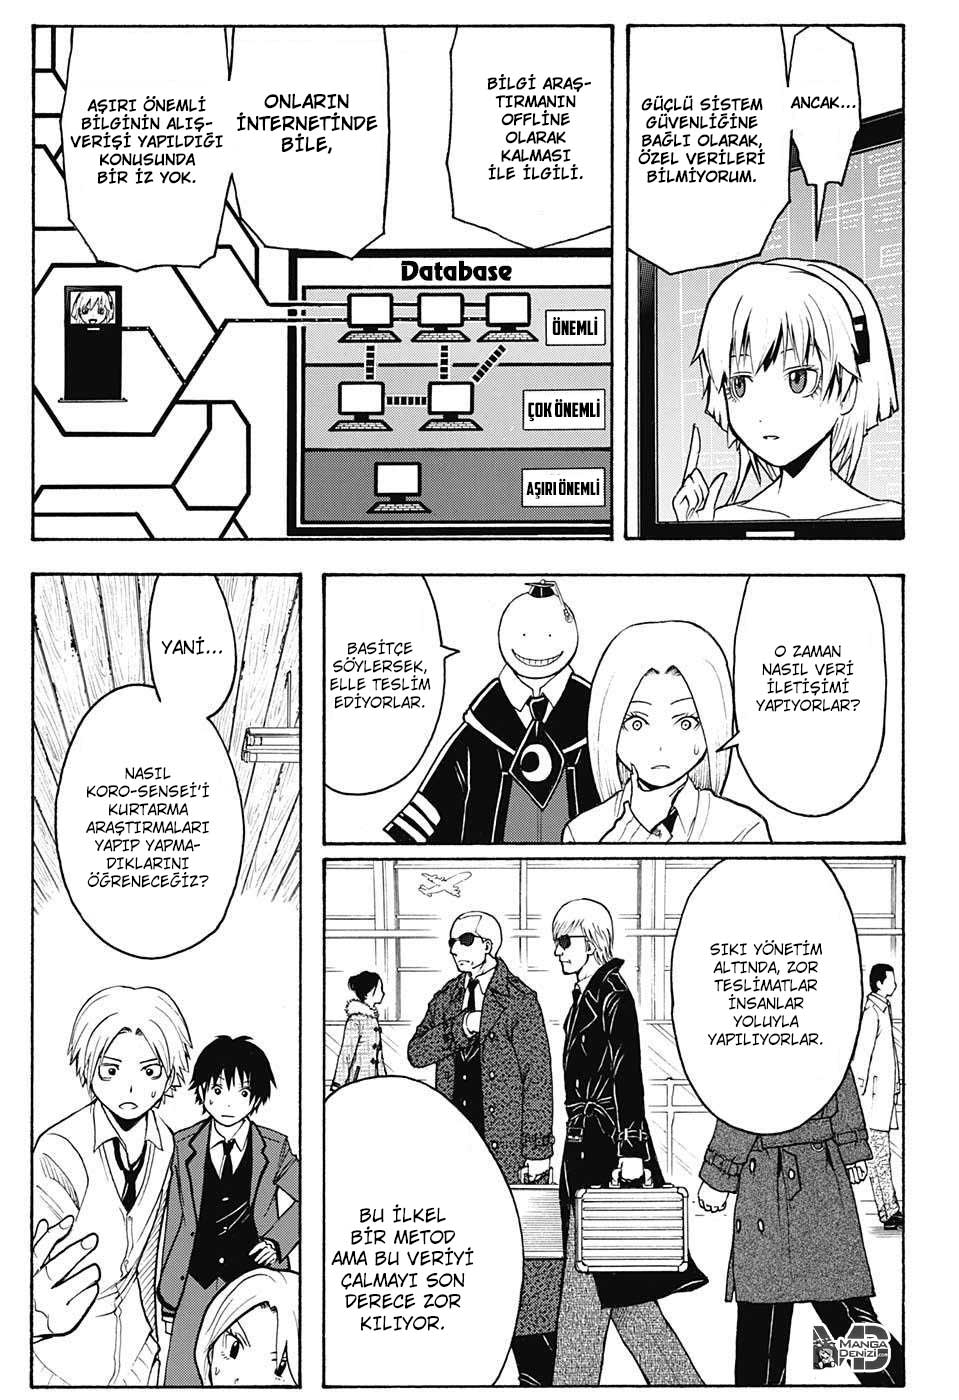 ANCAK...
GÜÇLÜ SİSTEM
GÜVENLİĞİNE
BAĞLI OLARAK,
ÖZEL VERİLERİ
BİLMİYORUM.
BİLGİ ARAŞ-
TIRMANIN
OFFLINE
OLARAK
KALMASI
İLE İLGİLİ.
ONLARIN
İNTERNETİNDE
BİLE,
AŞIRI ÖNEMLİ
BİLGİNİN ALIŞ-
VERİŞİ YAPILDIĞI
KONUSUNDA
BİR İZ YOK.
Database
ÖNEMLİ
ÇOK ÖNEMLİ
AŞIRI ÖNEMLİ
O ZAMAN
NASIL VERİ
İLETİŞİMİ
YAPIYORLAR?
BASİTÇE
SÖYLERSEK,
ELLE TESLİM
EDİYORLAR.
SIKI YÖNETİM
ALTINDA, ZOR
TESLİMATLAR
İNSANLAR
YOLUYLA
YAPILIYORLAR.
BU İLKEL
BİR METOD
AMA BU VERİYİ
ÇALMAYI SON
DERECE ZOR
KILIYOR.
YANİ...
NASIL
KORO-SENSEİ'İ
KURTARMA
ARAŞTIRMALARI
YAPIP YAPMA-
DIKLARINI
ÖĞRENECEĞİZ?
MANGA
DENİZİ